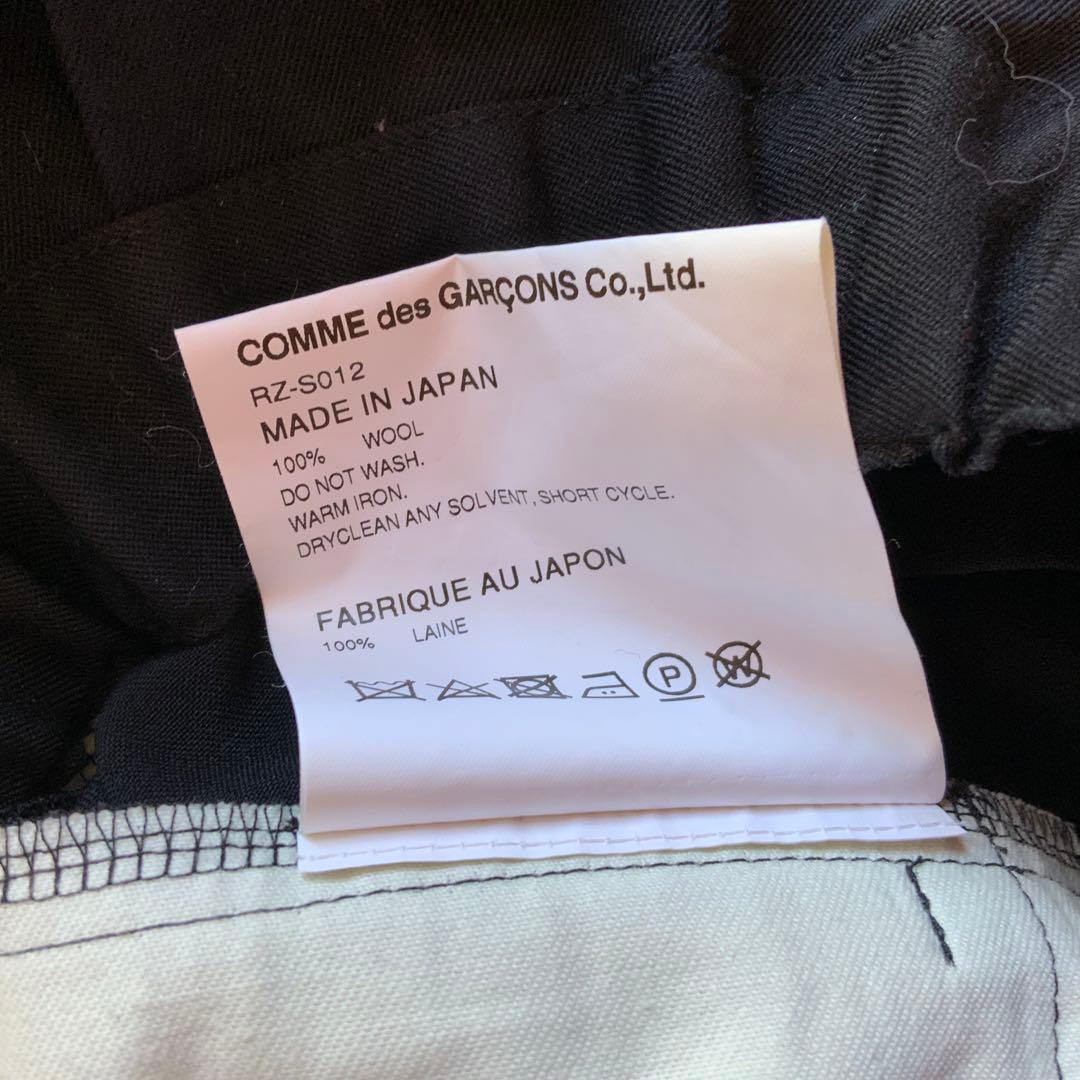 COMME des GARÇONS Co.,Ltd.
RZ-S012
MADE IN JAPAN
100% WOOL
DO NOT WASH.
WARM IRON.
DRYCLEAN ANY SOLVENT, SHORT CYCLE.
FABRIQUE AU JAPON
100% LAINE
P W